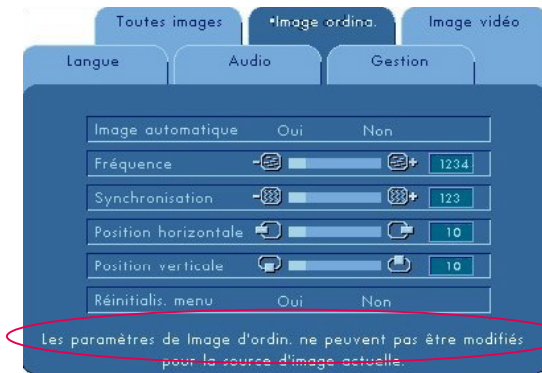 Toutes images •Image ordina. Image vidéo
Langue Audio Gestion
Image automatique Oui Non
Fréquence - + 1234
Synchronisation - + 123
Position horizontale 10
Position verticale 10
Réinitialis. menu Oui Non
Les paramètres de Image d'ordin. ne peuvent pas être modifiés
pour la source d'image actuelle.